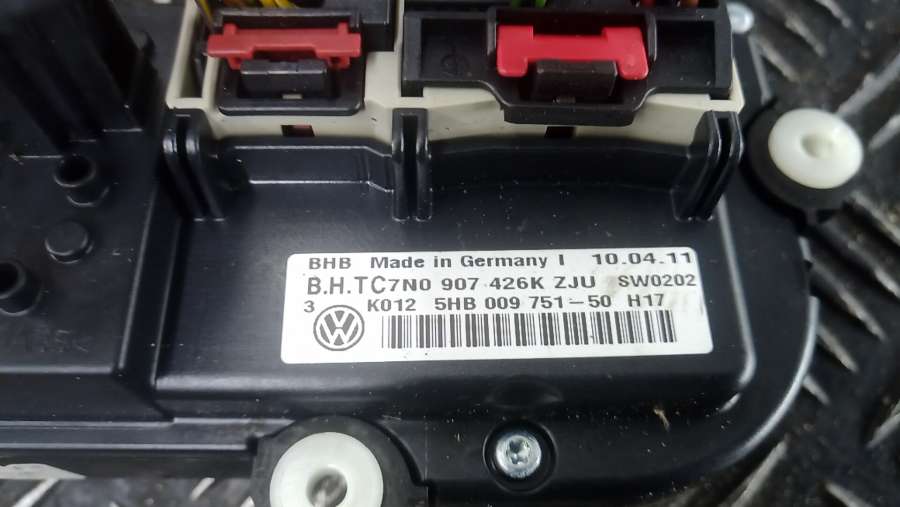 BHB Made in Germany I 10.04.11
B.H.TC7N0 907 426K ZJU SW0202
3 K012 5HB 009 751-50 H17